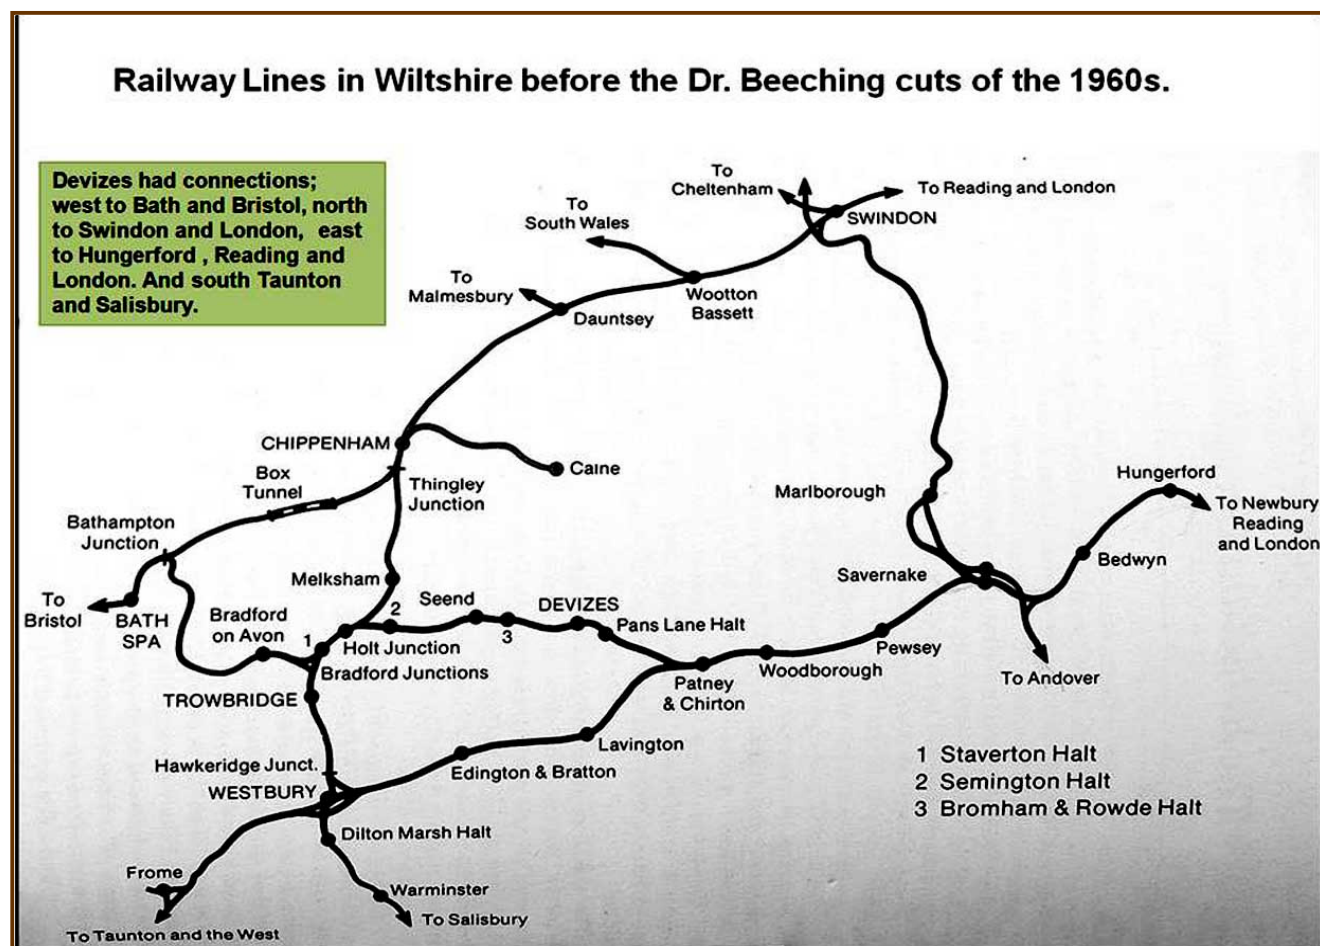 Railway Lines in Wiltshire before the Dr. Beeching cuts of the 1960s.
Devizes had connections;
west to Bath and Bristol, north
to Swindon and London, east
to Hungerford , Reading and
London. And south Taunton
and Salisbury.
To
Cheltenham
To Reading and London
SWINDON
To
South Wales
To
Malmesbury
Wootton
Bassett
Dauntsey
CHIPPENHAM
Calne
Box
Tunnel
Thingley
Junction
Marlborough
Hungerford
To Newbury
Reading
and London
Bathampton
Junction
Bedwyn
Savernake
Melksham
To
Bristol
BATH
SPA
Bradford
on Avon
1
2
Seend
3
DEVIZES
Pans Lane Halt
Holt Junction
Bradford Junctions
Pewsey
Woodborough
To Andover
Patney
& Chirton
TROWBRIDGE
Lavington
Edington & Bratton
Hawkeridge Junct.
WESTBURY
1 Staverton Halt
2 Semington Halt
3 Bromham & Rowde Halt
Dilton Marsh Halt
Frome
Warminster
To Salisbury
To Taunton and the West